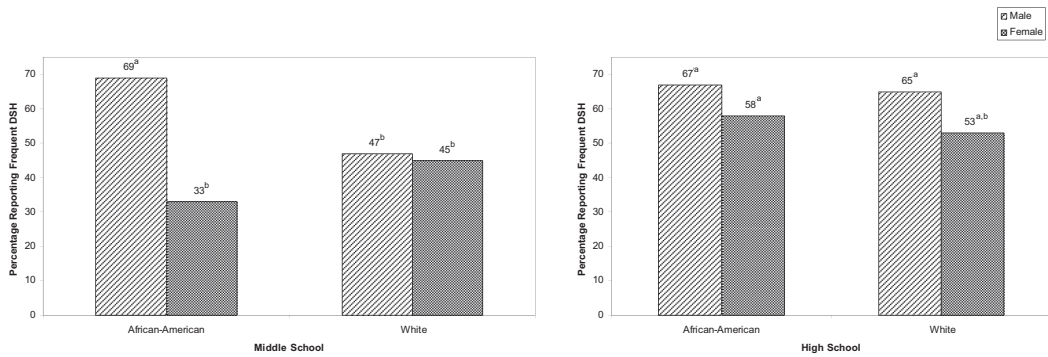 Male
Female
Percentage Reporting Frequent DSH
70
60
50
40
30
20
10
0
69ᵃ
33ᵇ
47ᵇ
45ᵇ
African-American
White
Middle School
Percentage Reporting Frequent DSH
70
60
50
40
30
20
10
0
67ᵃ
58ᵃ
65ᵃ
53ᵃ,ᵇ
African-American
White
High School